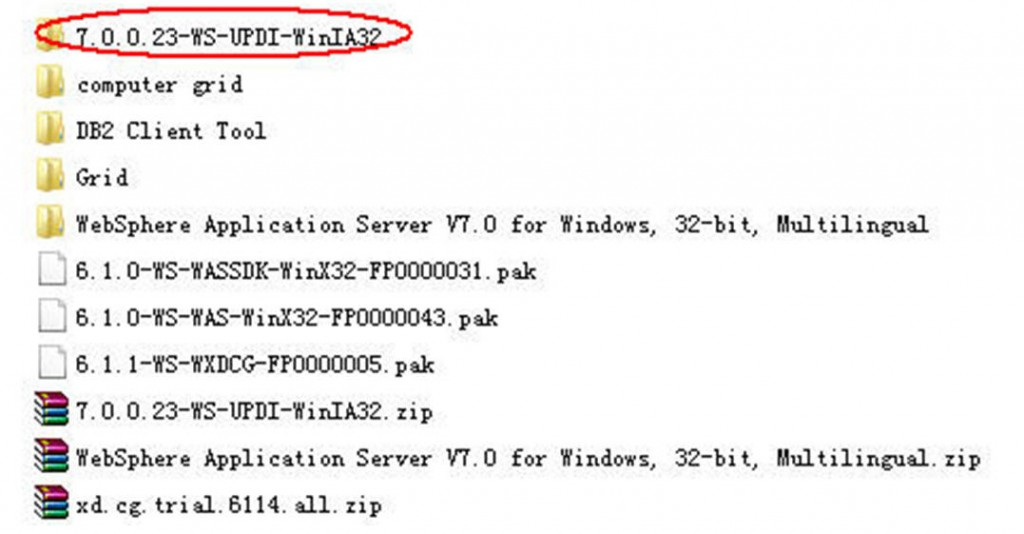 7.0.0.23-WS-UPDI-WinIA32
computer grid
DB2 Client Tool
Grid
WebSphere Application Server V7.0 for Windows, 32-bit, Multilingual
6.1.0-WS-WASSDK-WinX32-FP0000031.pak
6.1.0-WS-WAS-WinX32-FP0000043.pak
6.1.1-WS-WXDCG-FP0000005.pak
7.0.0.23-WS-UPDI-WinIA32.zip
WebSphere Application Server V7.0 for Windows, 32-bit, Multilingual.zip
xd.cg.trial.6114.all.zip